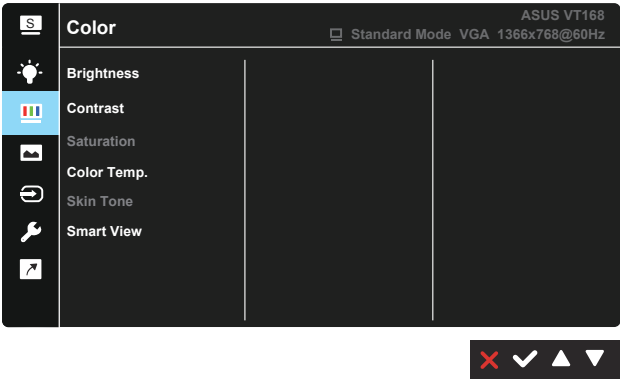 S
Color
ASUS VT168
Standard Mode VGA 1366x768@60Hz
Brightness
Contrast
Saturation
Color Temp.
Skin Tone
Smart View